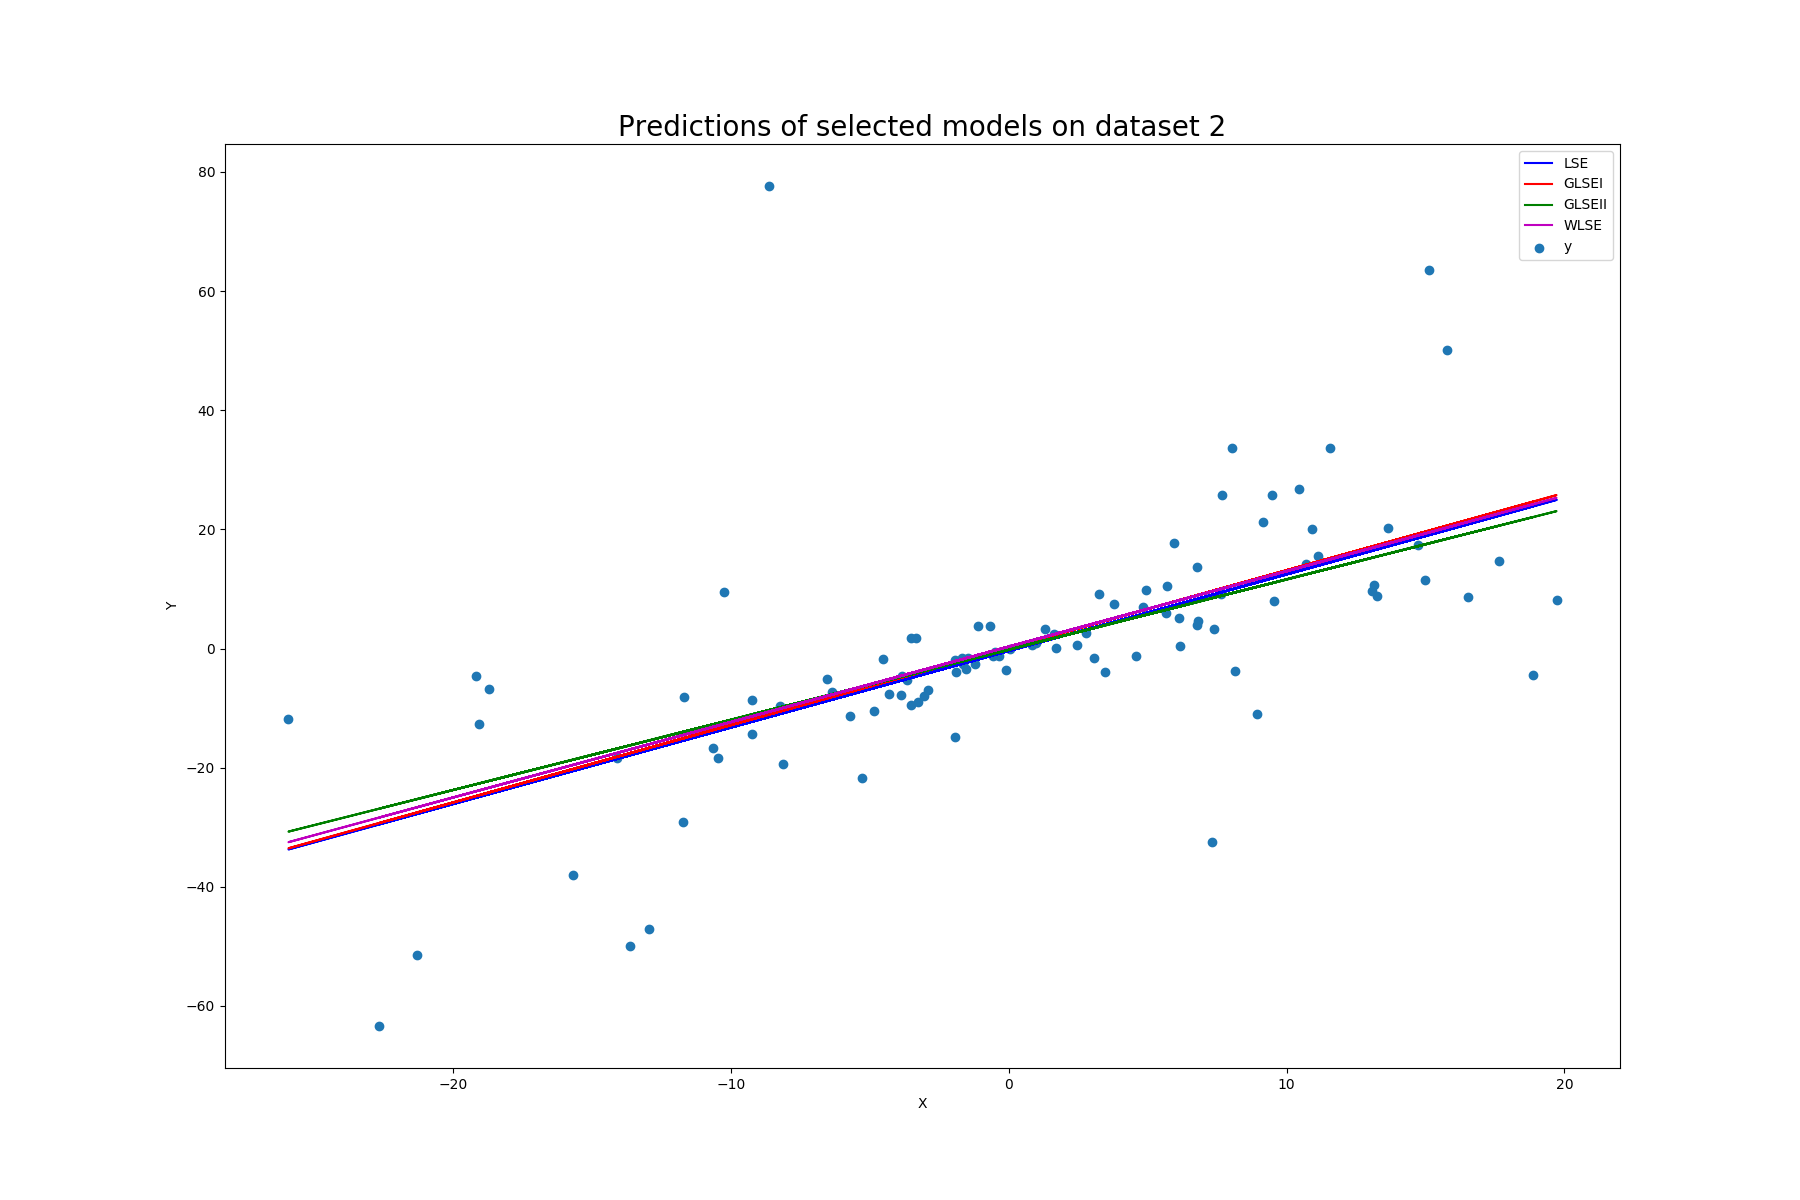 Predictions of selected models on dataset 2
LSE
GLSEI
GLSEII
WLSE
y
80
60
40
20
0
−20
−40
−60
Y
−20
−10
0
10
20
X